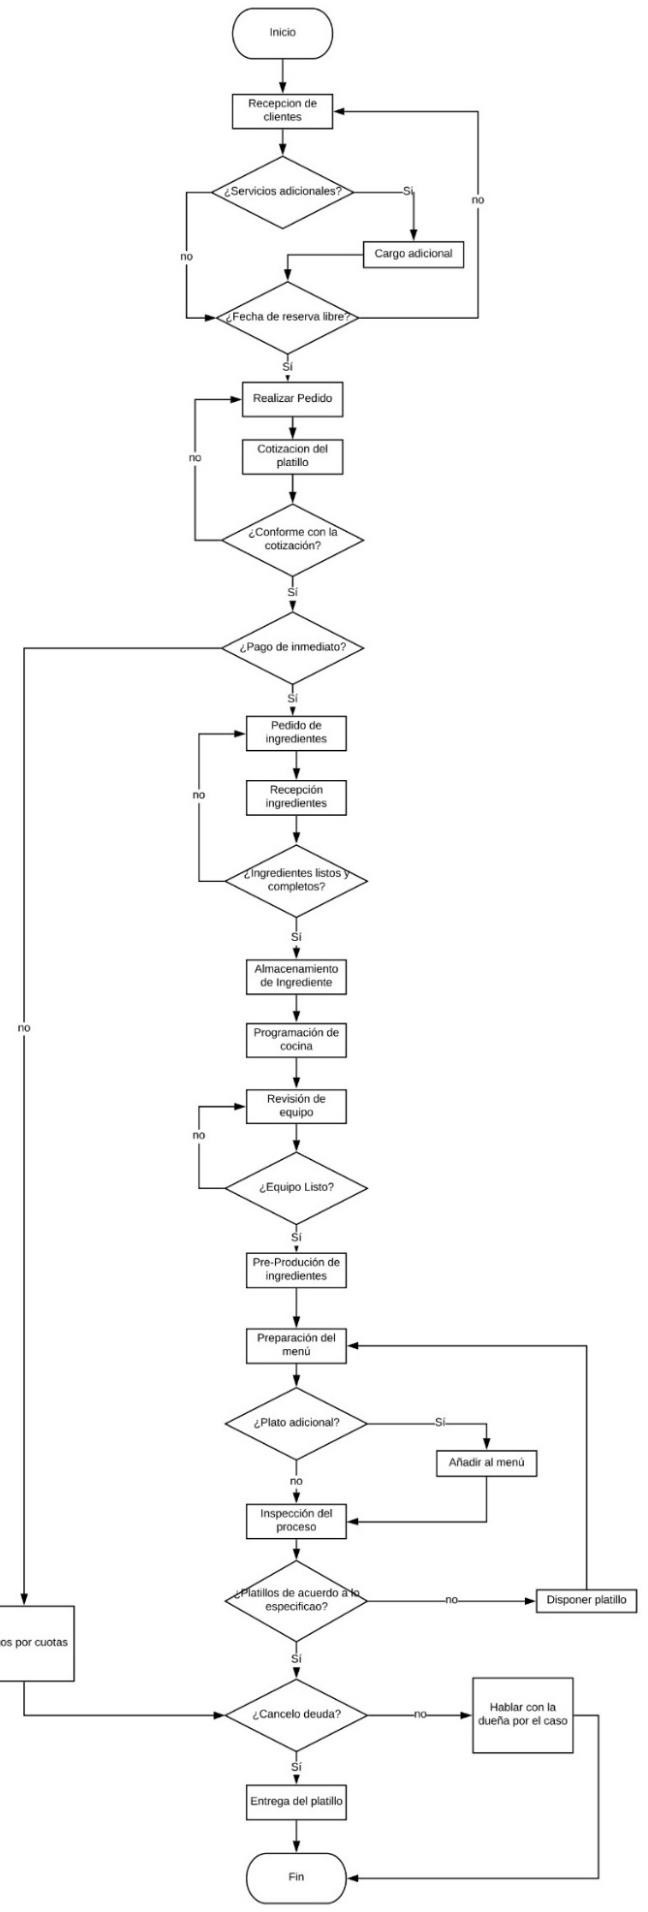 Inicio
Recepcion de
clientes
¿Servicios adicionales?
Si
no
no
Cargo adicional
¿Fecha de reserva libre?
Sí
Realizar Pedido
Cotizacion del
platillo
no
¿Conforme con la
cotización?
Sí
¿Pago de inmediato?
Sí
Pedido de
ingredientes
no
Recepción
ingredientes
¿Ingredientes listos y
completos?
Sí
Almacenamiento
de Ingrediente
no
Programación de
cocina
Revisión de
equipo
no
¿Equipo Listo?
Sí
Pre-Produción de
ingredientes
Preparación del
menú
¿Plato adicional?
Sí
Añadir al menú
no
Inspección del
proceso
¿Platillos de acuerdo a lo
especificao?
no
Disponer platillo
os por cuotas
Sí
¿Cancelo deuda?
no
Hablar con la
dueña por el caso
Sí
Entrega del platillo
Fin